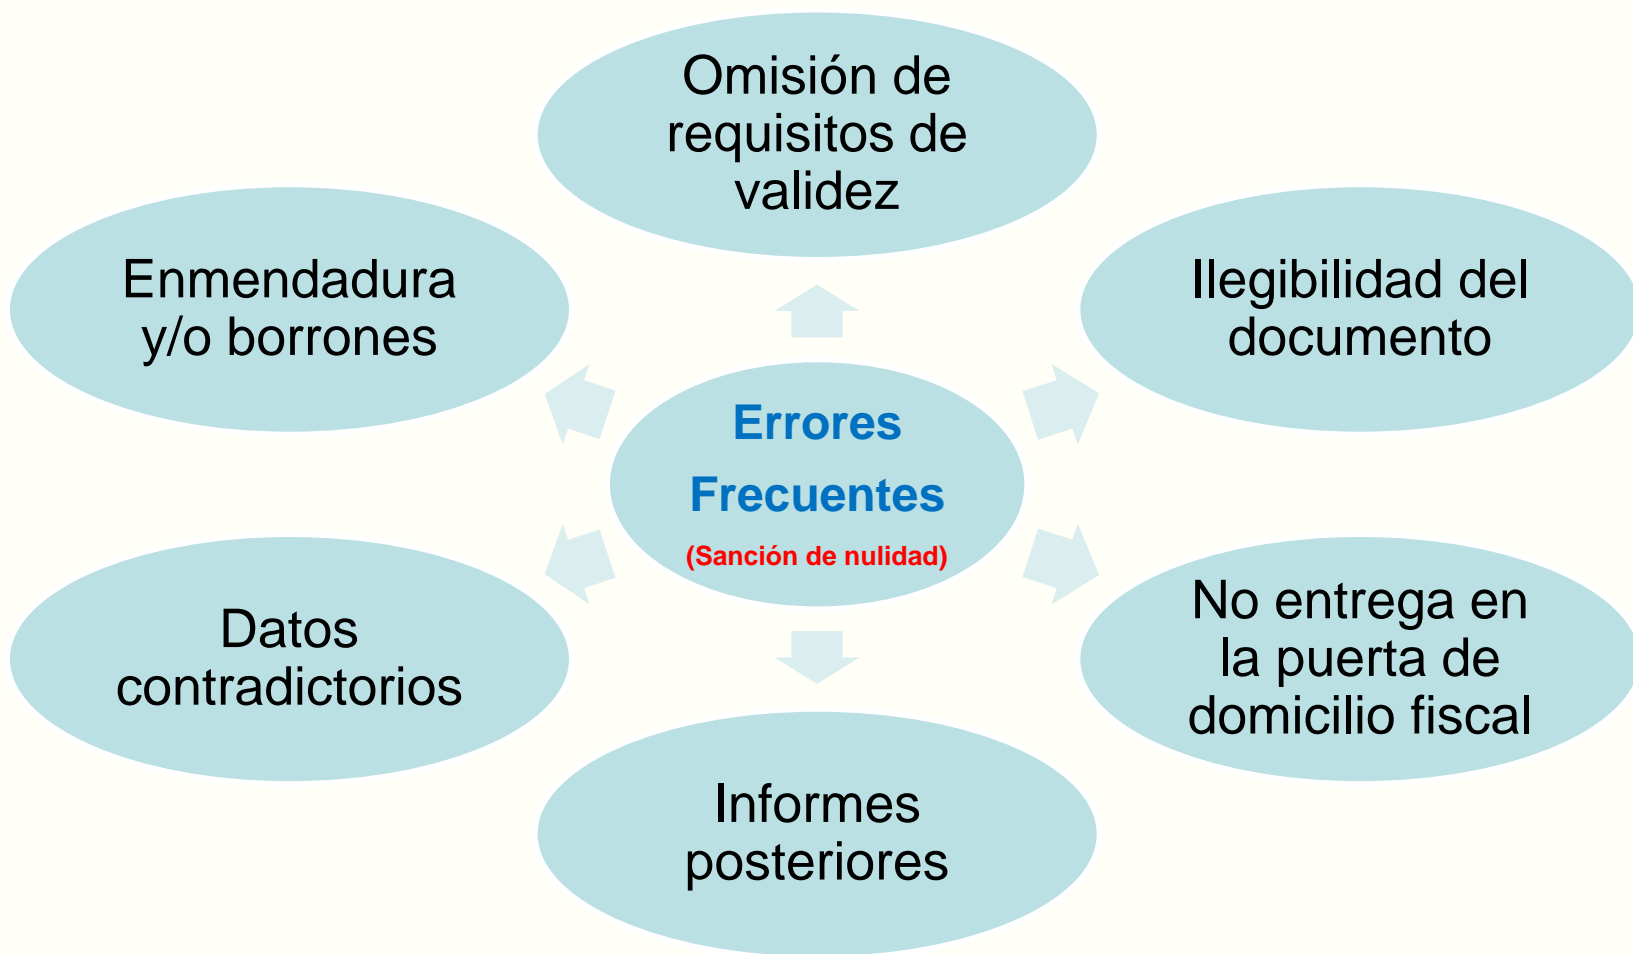 Omisión de
requisitos de
validez
Enmendadura
y/o borrones
Ilegibilidad del
documento
Errores
Frecuentes
(Sanción de nulidad)
Datos
contradictorios
No entrega en
la puerta de
domicilio fiscal
Informes
posteriores